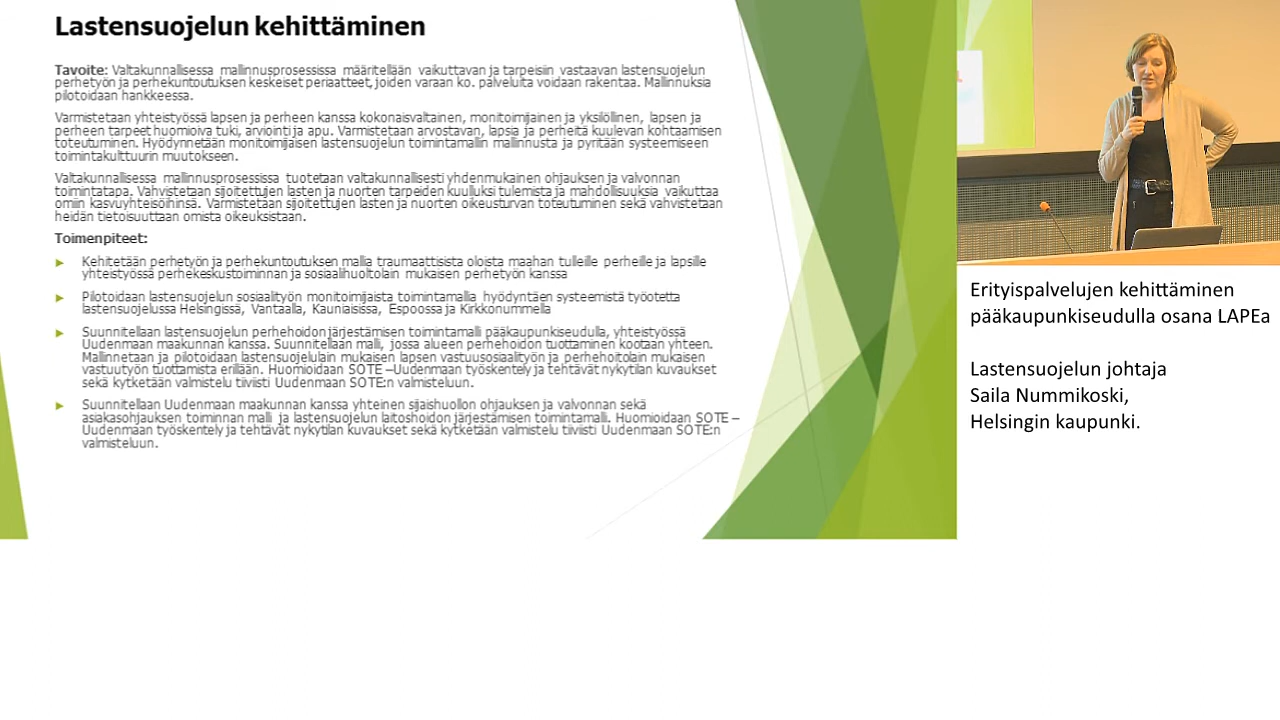 Lastensuojelun kehittäminen
Tavoite: Valtakunnallisessa mallinnusprosessissa määritellään vaikuttavan ja tarpeisiin vastaavan lastensuojelun
perhetyön ja perhekuntoutuksen keskeiset periaatteet, joiden varaan ko. palveluita voidaan rakentaa. Mallinnuksia
pilotoidaan hankkeessa.
Varmistetaan yhteistyössä lapsen ja perheen kanssa kokonaisvaltainen, monitoimijainen ja yksilöllinen, lapsen ja
perheen tarpeet huomioiva tuki, arviointi ja apu. Varmistetaan arvostavan, lapsia ja perheitä kuulevan kohtaamisen
toteutuminen. Hyödynnetään monitoimijaisen lastensuojelun toimintamallin mallinnusta ja pyritään systeemiseen
toimintakulttuurin muutokseen.
Valtakunnallisessa mallinnusprosessissa tuotetaan valtakunnallisesti yhdenmukainen ohjauksen ja valvonnan
toimintatapa. Vahvistetaan sijoitettujen lasten ja nuorten tarpeiden kuulluksi tulemista ja mahdollisuuksia vaikuttaa
omiin kasvuyhteisöihinsä. Varmistetaan sijoitettujen lasten ja nuorten oikeusturvan toteutuminen sekä vahvistetaan
heidän tietoisuuttaan omista oikeuksistaan.
Toimenpiteet:
Kehitetään perhetyön ja perhekuntoutuksen mallia traumaattisista oloista maahan tulleille perheille ja lapsille
yhteistyössä perhekeskustoiminnan ja sosiaalihuoltolain mukaisen perhetyön kanssa
Pilotoidaan lastensuojelun sosiaalityön monitoimijaista toimintamallia hyödyntäen systeemistä työotetta
lastensuojelussa Helsingissä, Vantaalla, Kauniaisissa, Espoossa ja Kirkkonummella
Suunnitellaan lastensuojelun perhehoidon järjestämisen toimintamalli pääkaupunkiseudulla, yhteistyössä
Uudenmaan maakunnan kanssa. Suunnitellaan malli, jossa alueen perhehoidon tuottaminen kootaan yhteen.
Mallinnetaan ja pilotoidaan lastensuojelulain mukaisen lapsen vastuusosiaalityön ja perhehoitolain mukaisen
vastuutyön tuottamista erillään. Huomioidaan SOTE –Uudenmaan työskentely ja tehtävät nykytilan kuvaukset
sekä kytketään valmistelu tiiviisti Uudenmaan SOTE:n valmisteluun.
Suunnitellaan Uudenmaan maakunnan kanssa yhteinen sijaishuollon ohjauksen ja valvonnan sekä
asiakasohjauksen toiminnan malli ja lastensuojelun laitoshoidon järjestämisen toimintamalli. Huomioidaan SOTE –
Uudenmaan työskentely ja tehtävät nykytilan kuvaukset sekä kytketään valmistelu tiiviisti Uudenmaan SOTE:n
valmisteluun.
Erityispalvelujen kehittäminen
pääkaupunkiseudulla osana LAPEa
Lastensuojelun johtaja
Saila Nummikoski,
Helsingin kaupunki.